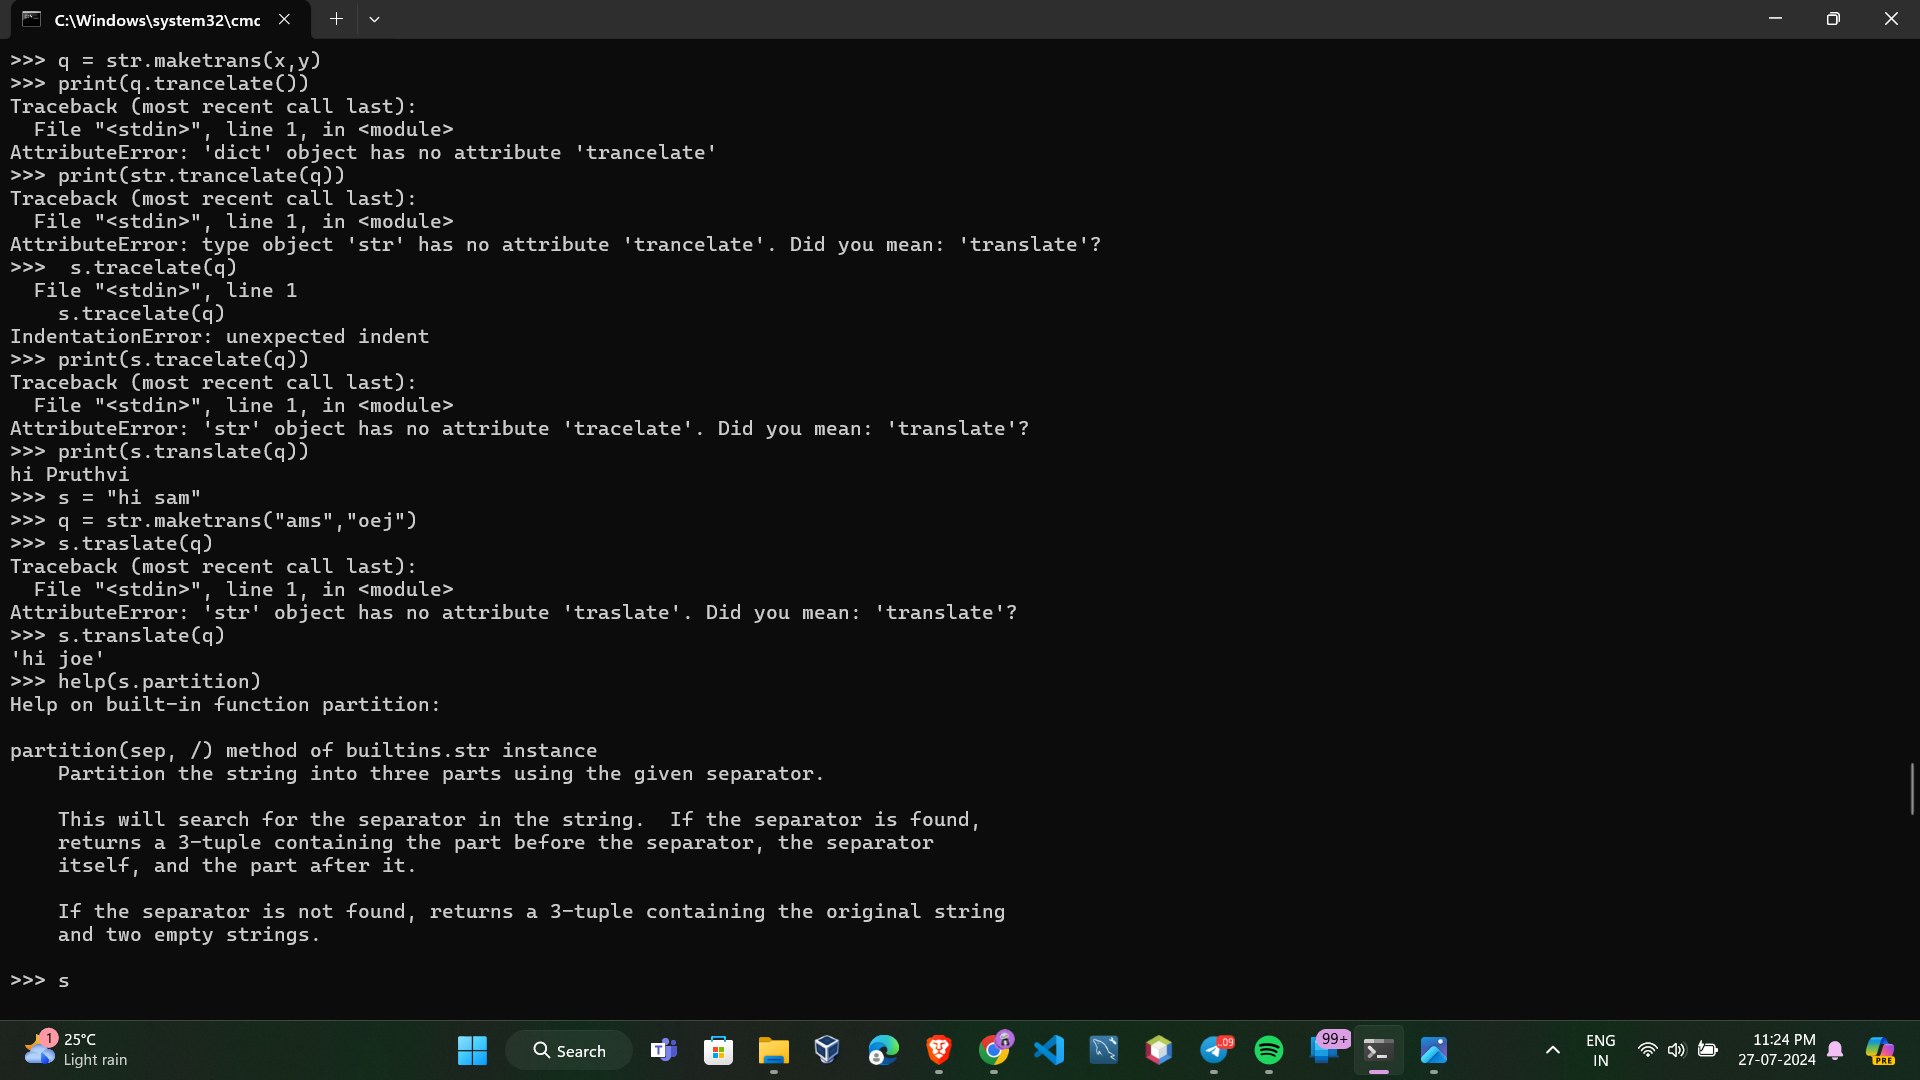 C:\Windows\system32\cmc
>>> q = str.maketrans(x,y)
>>> print(q.trancelate())
Traceback (most recent call last):
  File "<stdin>", line 1, in <module>
AttributeError: 'dict' object has no attribute 'trancelate'
>>> print(str.trancelate(q))
Traceback (most recent call last):
  File "<stdin>", line 1, in <module>
AttributeError: type object 'str' has no attribute 'trancelate'. Did you mean: 'translate'?
>>>  s.tracelate(q)
  File "<stdin>", line 1
    s.tracelate(q)
IndentationError: unexpected indent
>>> print(s.tracelate(q))
Traceback (most recent call last):
  File "<stdin>", line 1, in <module>
AttributeError: 'str' object has no attribute 'tracelate'. Did you mean: 'translate'?
>>> print(s.translate(q))
hi Pruthvi
>>> s = "hi sam"
>>> q = str.maketrans("ams","oej")
>>> s.traslate(q)
Traceback (most recent call last):
  File "<stdin>", line 1, in <module>
AttributeError: 'str' object has no attribute 'traslate'. Did you mean: 'translate'?
>>> s.translate(q)
'hi joe'
>>> help(s.partition)
Help on built-in function partition:

partition(sep, /) method of builtins.str instance
    Partition the string into three parts using the given separator.

    This will search for the separator in the string.  If the separator is found,
    returns a 3-tuple containing the part before the separator, the separator
    itself, and the part after it.

    If the separator is not found, returns a 3-tuple containing the original string
    and two empty strings.

>>> s
1
25°C
Light rain
Search
T
..09
99+
ENG
IN
11:24 PM
27-07-2024
PRE